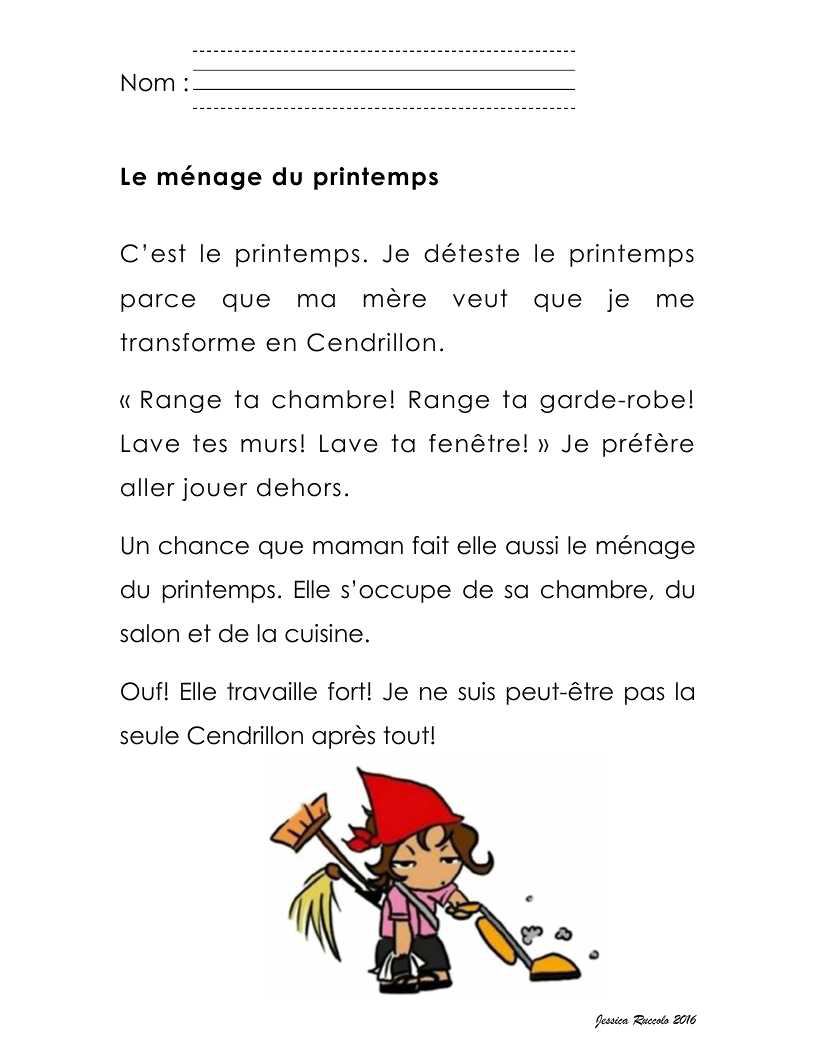 Nom :
Le ménage du printemps
C’est le printemps. Je déteste le printemps
parce que ma mère veut que je me
transforme en Cendrillon.
« Range ta chambre! Range ta garde-robe!
Lave tes murs! Lave ta fenêtre! » Je préfère
aller jouer dehors.
Un chance que maman fait elle aussi le ménage
du printemps. Elle s’occupe de sa chambre, du
salon et de la cuisine.
Ouf! Elle travaille fort! Je ne suis peut-être pas la
seule Cendrillon après tout!
Jessica Ruccolo 2016